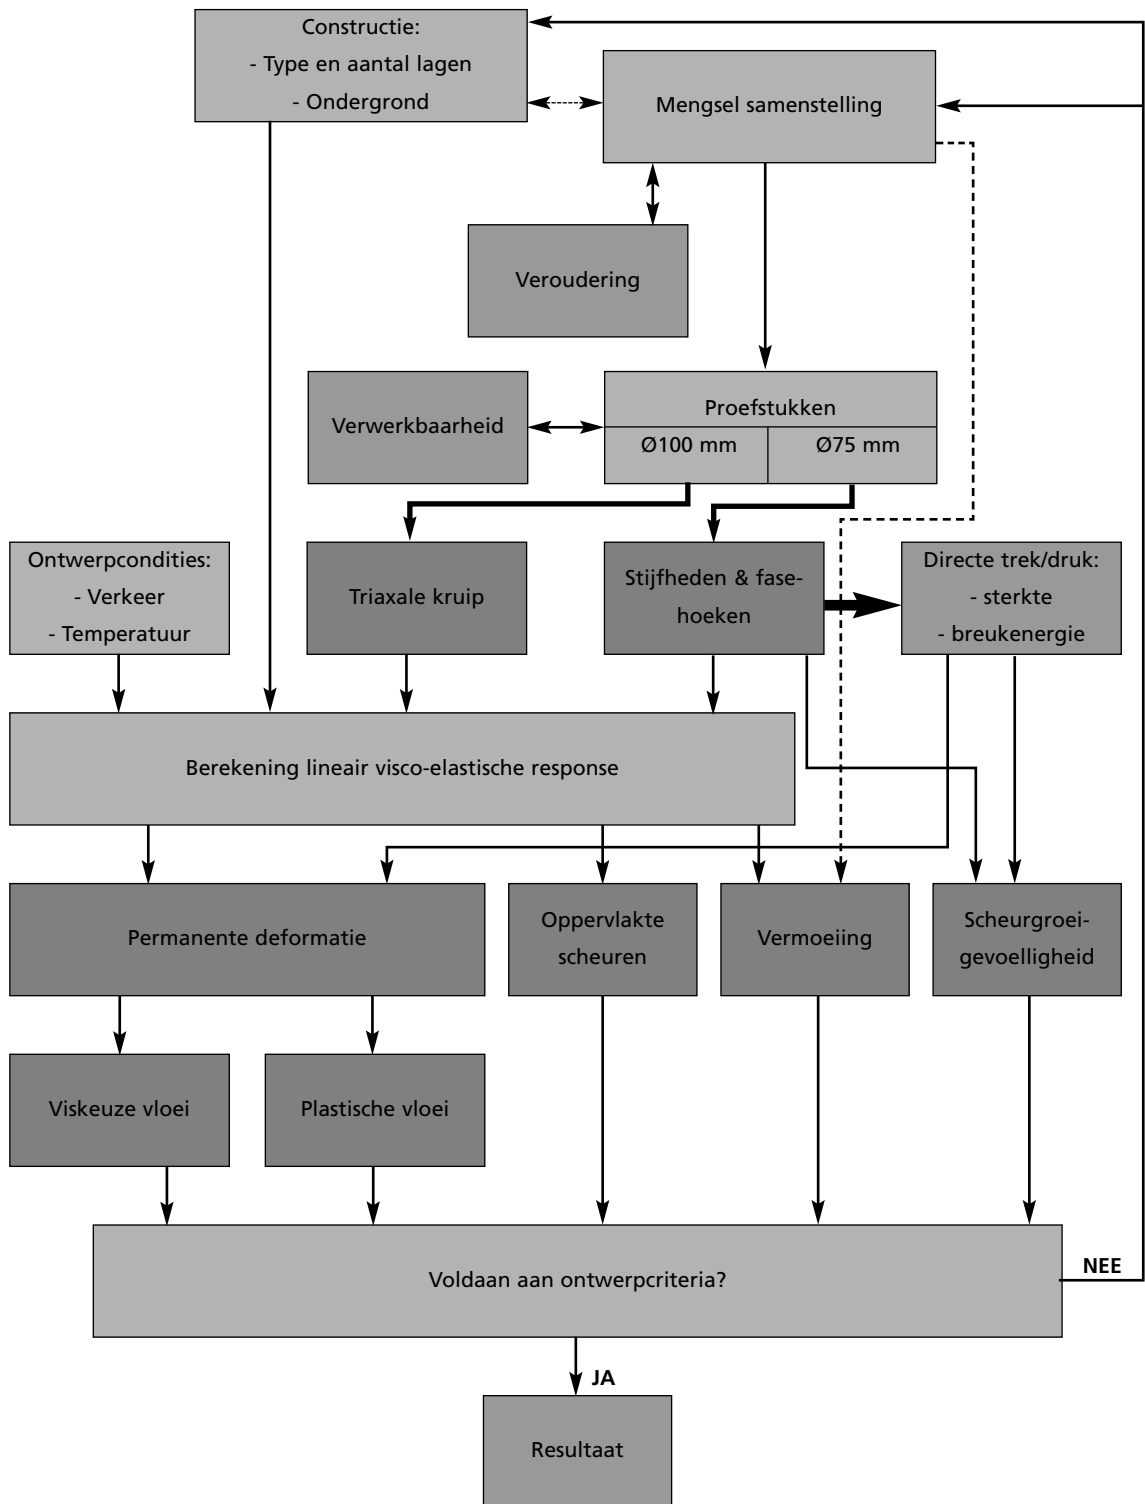 Constructie:
- Type en aantal lagen
- Ondergrond
Mengsel samenstelling
Veroudering
Verwerkbaarheid
Proefstukken
Ø100 mm
Ø75 mm
Ontwerpcondities:
- Verkeer
- Temperatuur
Triaxale kruip
Stijfheden & fase-
hoeken
Directe trek/druk:
- sterkte
- breukenergie
Berekening lineair visco-elastische response
Permanente deformatie
Oppervlakte
scheuren
Vermoeiing
Scheurgroei-
gevoelligheid
Viskeuze vloei
Plastische vloei
Voldaan aan ontwerpcriteria?
NEE
JA
Resultaat